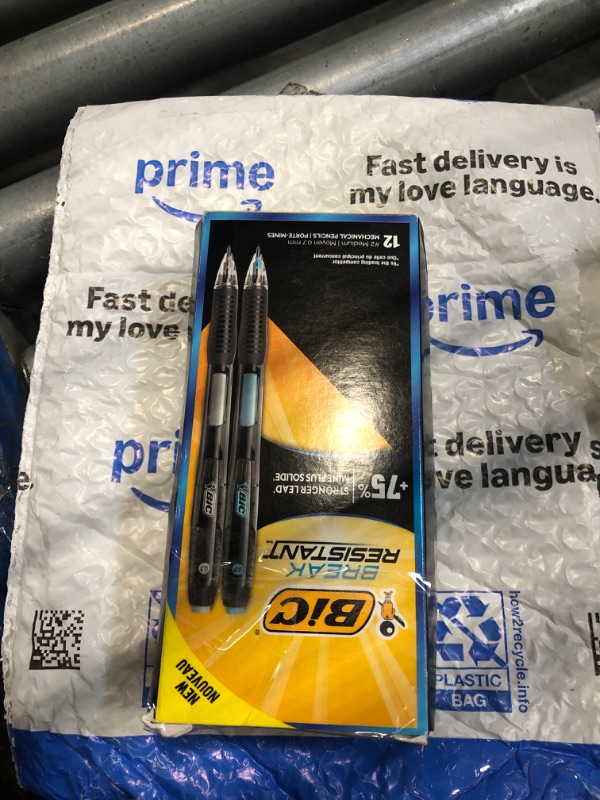 prime
Fast delivery is
my love language.
Fast de
my love
rime
pri
delivery s
ve langua
e.
how2recycle.info
PLASTIC
BAG
BiC
®
BREAK
RESISTANT
+75%
STRONGER LEAD*
MINE PLUS SOLIDE*
NEW
NOUVEAU
BIC
BIC
*Vs the leading competitor
*Que celle du principal concurrent
12
#2 Medium | Moyen 0.7 mm
MECHANICAL PENCILS | PORTE-MINES